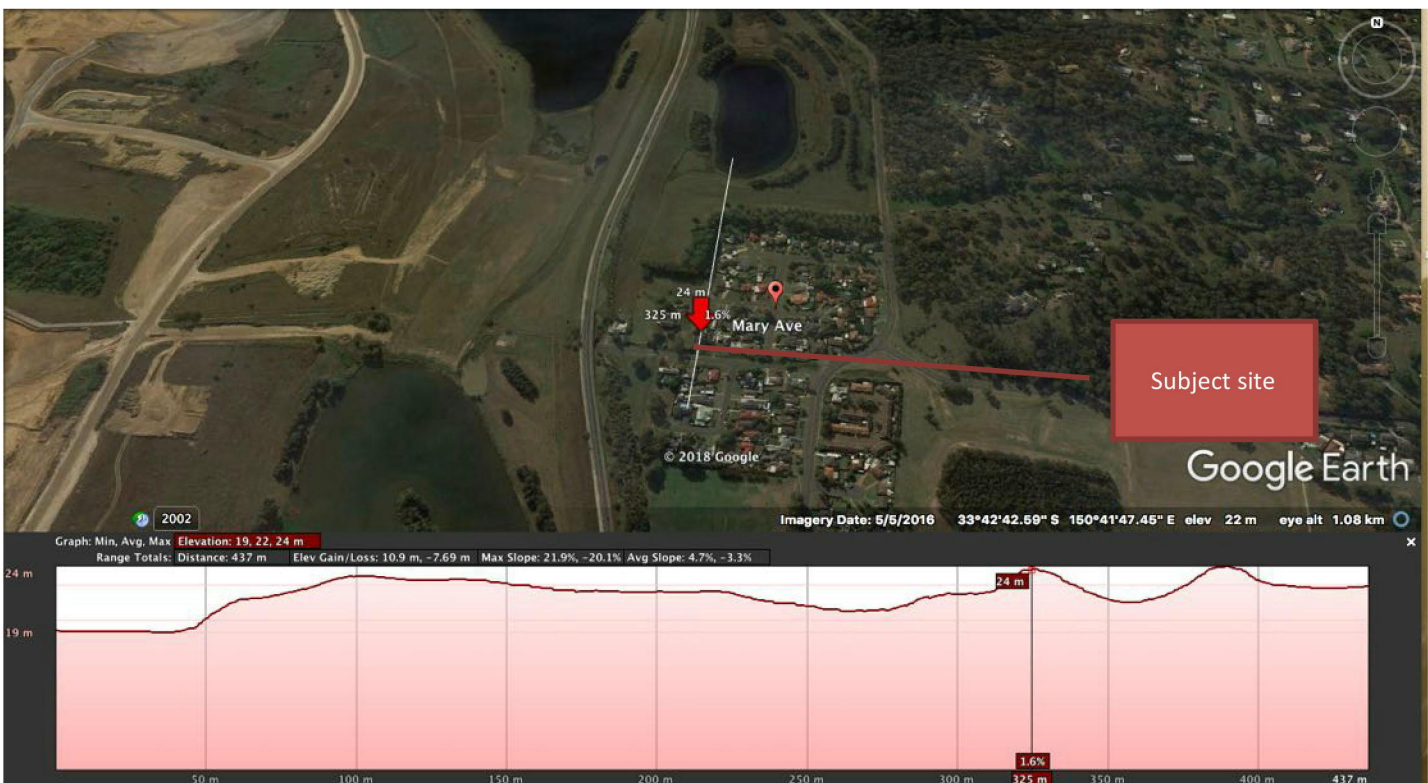 N
24 m
325 m 1.6%
Mary Ave
Subject site
© 2018 Google
Google Earth
2002
Imagery Date: 5/5/2016 33°42'42.59" S 150°41'47.45" E elev 22 m eye alt 1.08 km
Graph: Min, Avg, Max Elevation: 19, 22, 24 m
Range Totals: Distance: 437 m Elev Gain/Loss: 10.9 m, -7.69 m Max Slope: 21.9%, -20.1% Avg Slope: 4.7%, -3.3%
24 m
24 m
19 m
1.6%
50 m 100 m 150 m 200 m 250 m 300 m 325 m 350 m 400 m 437 m